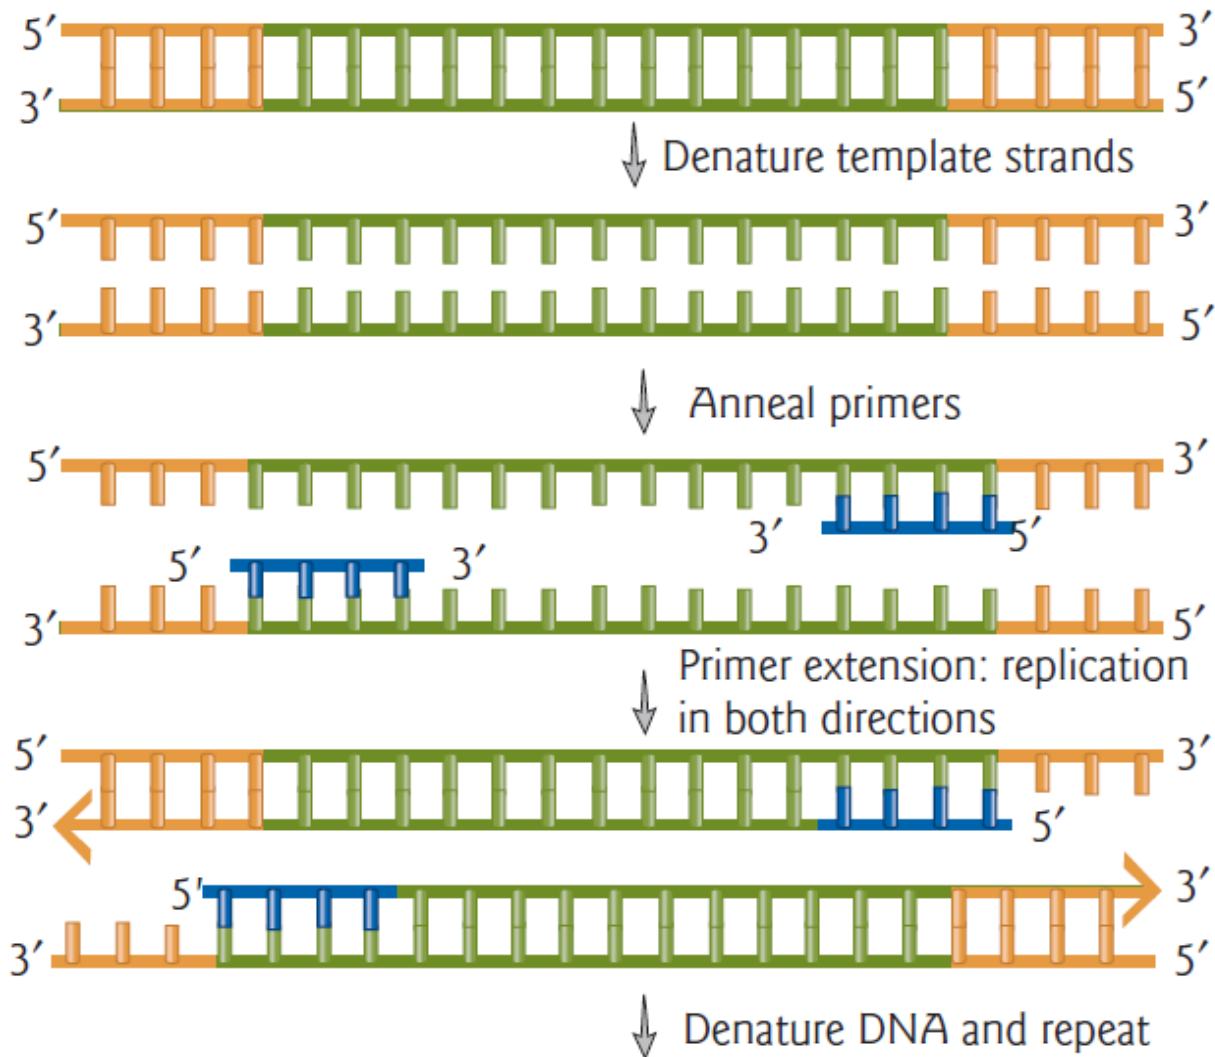 5′ 3′
3′ 5′
Denature template strands
5′ 3′
3′ 5′
Anneal primers
5′ 3′
3′ 5′
5′ 3′
3′ 5′
Primer extension: replication
in both directions
5′ 3′
3′ 5′
5′ 3′
3′ 5′
Denature DNA and repeat